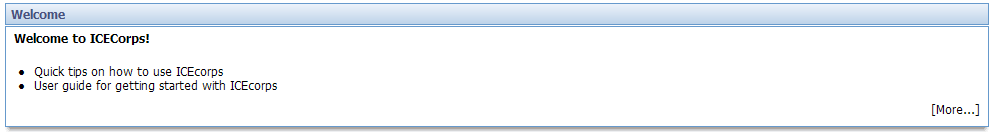 Welcome
Welcome to ICECorps!
• Quick tips on how to use ICEcorps
• User guide for getting started with ICEcorps
[More...]